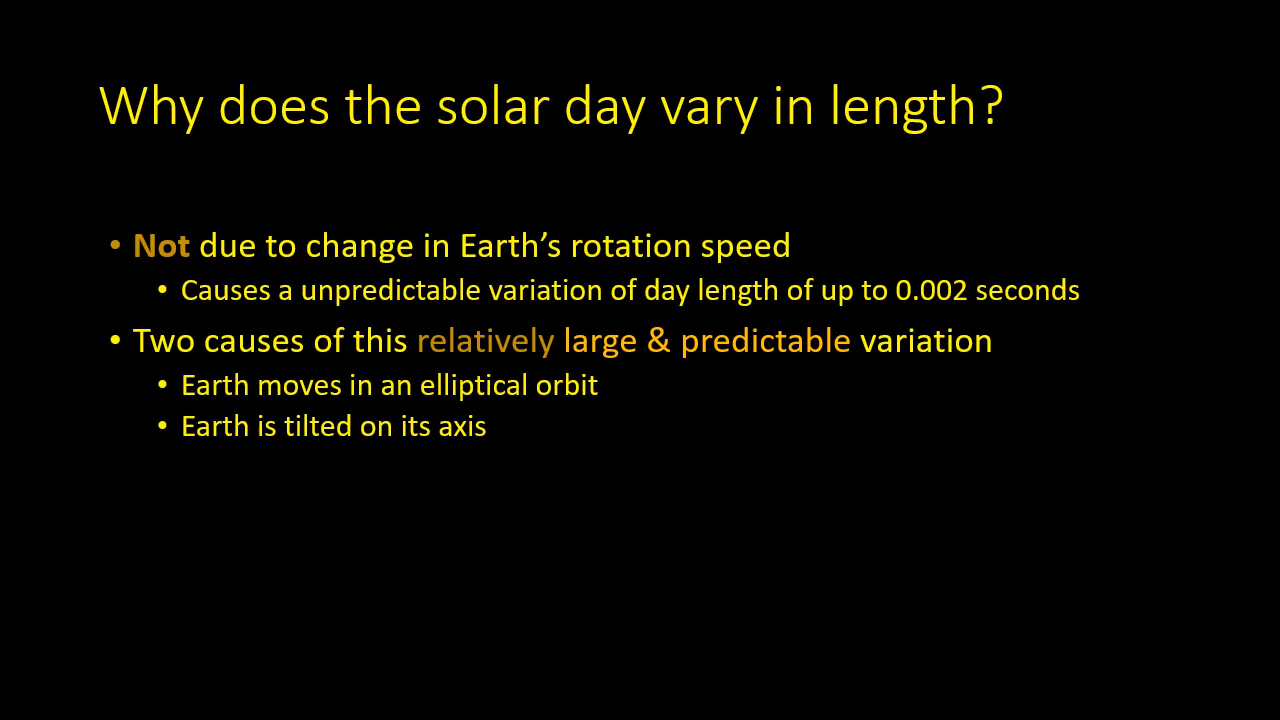 Why does the solar day vary in length?
• Not due to change in Earth’s rotation speed
• Causes a unpredictable variation of day length of up to 0.002 seconds
• Two causes of this relatively large & predictable variation
• Earth moves in an elliptical orbit
• Earth is tilted on its axis